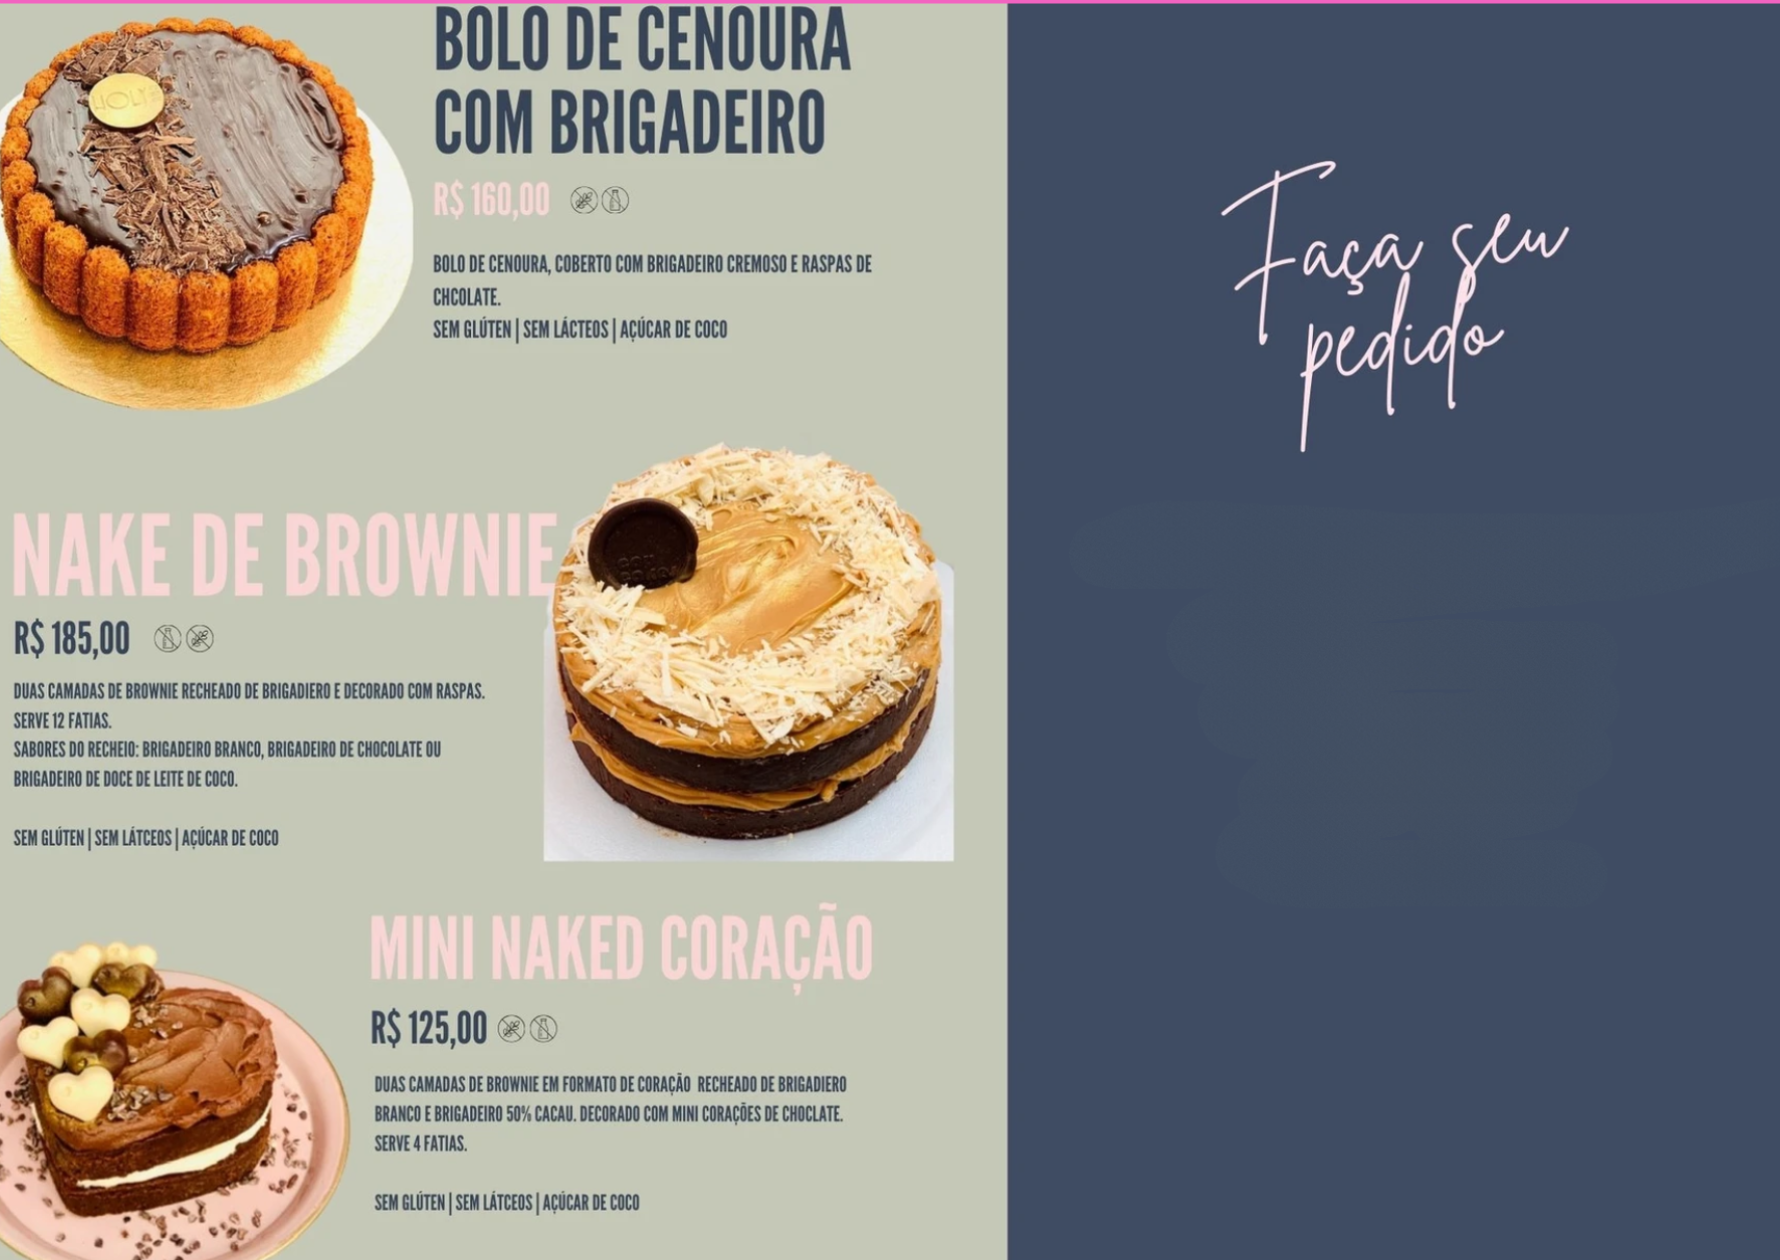 BOLO DE CENOURA
COM BRIGADEIRO
R$ 160,00
BOLO DE CENOURA, COBERTO COM BRIGADEIRO CREMOSO E RASPAS DE
CHCOLATE.
SEM GLÚTEN | SEM LÁCTEOS | AÇÚCAR DE COCO
NAKE DE BROWNIE
R$ 185,00
DUAS CAMADAS DE BROWNIE RECHEADO DE BRIGADIERO E DECORADO COM RASPAS.
SERVE 12 FATIAS.
SABORES DO RECHEIO: BRIGADEIRO BRANCO, BRIGADEIRO DE CHOCOLATE OU
BRIGADEIRO DE DOCE DE LEITE DE COCO.
SEM GLÚTEN | SEM LÁTCEOS | AÇÚCAR DE COCO
MINI NAKED CORAÇÃO
R$ 125,00
DUAS CAMADAS DE BROWNIE EM FORMATO DE CORAÇÃO RECHEADO DE BRIGADIERO
BRANCO E BRIGADEIRO 50% CACAU. DECORADO COM MINI CORAÇÕES DE CHOCLATE.
SERVE 4 FATIAS.
SEM GLÚTEN | SEM LÁTCEOS | AÇÚCAR DE COCO
Faça seu
pedido